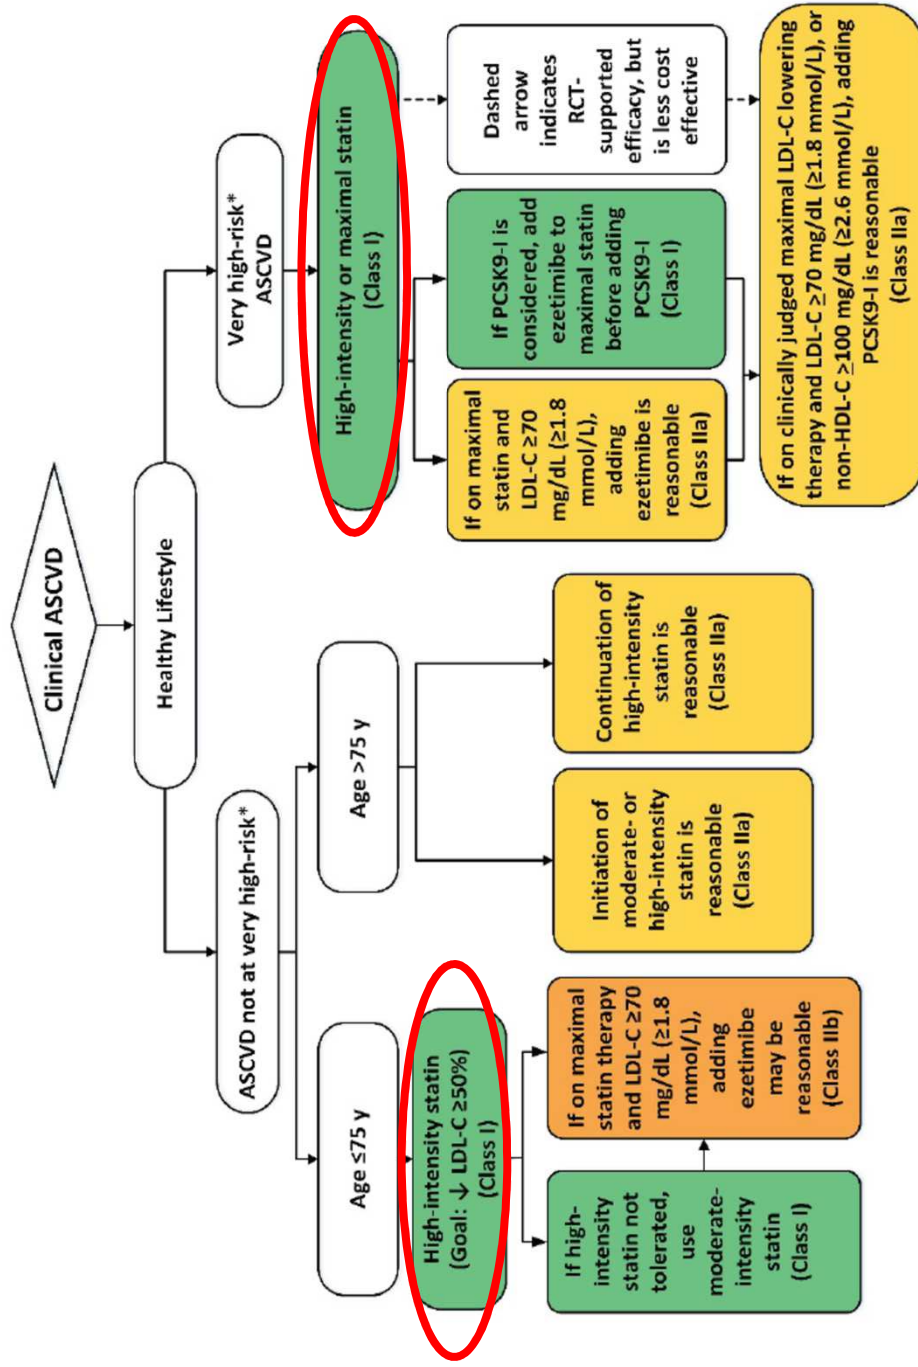 Clinical ASCVD
Healthy Lifestyle
ASCVD not at very high-risk*
Very high-risk*
ASCVD
Age ≤75 y
Age >75 y
High-intensity statin
(Goal: ↓ LDL-C ≥50%)
(Class I)
If high-
intensity
statin not
tolerated,
use
moderate-
intensity
statin
(Class I)
If on maximal
statin therapy
and LDL-C ≥70
mg/dL (≥1.8
mmol/L),
adding
ezetimibe
may be
reasonable
(Class IIb)
Initiation of
moderate- or
high-intensity
statin is
reasonable
(Class IIa)
Continuation of
high-intensity
statin is
reasonable
(Class IIa)
High-intensity or maximal statin
(Class I)
If on maximal
statin and
LDL-C ≥70
mg/dL (≥1.8
mmol/L),
adding
ezetimibe is
reasonable
(Class IIa)
If PCSK9-I is
considered, add
ezetimibe to
maximal statin
before adding
PCSK9-I
(Class I)
Dashed
arrow
indicates
RCT-
supported
efficacy, but
is less cost
effective
If on clinically judged maximal LDL-C lowering
therapy and LDL-C ≥70 mg/dL (≥1.8 mmol/L), or
non-HDL-C ≥100 mg/dL (≥2.6 mmol/L), adding
PCSK9-I is reasonable
(Class IIa)